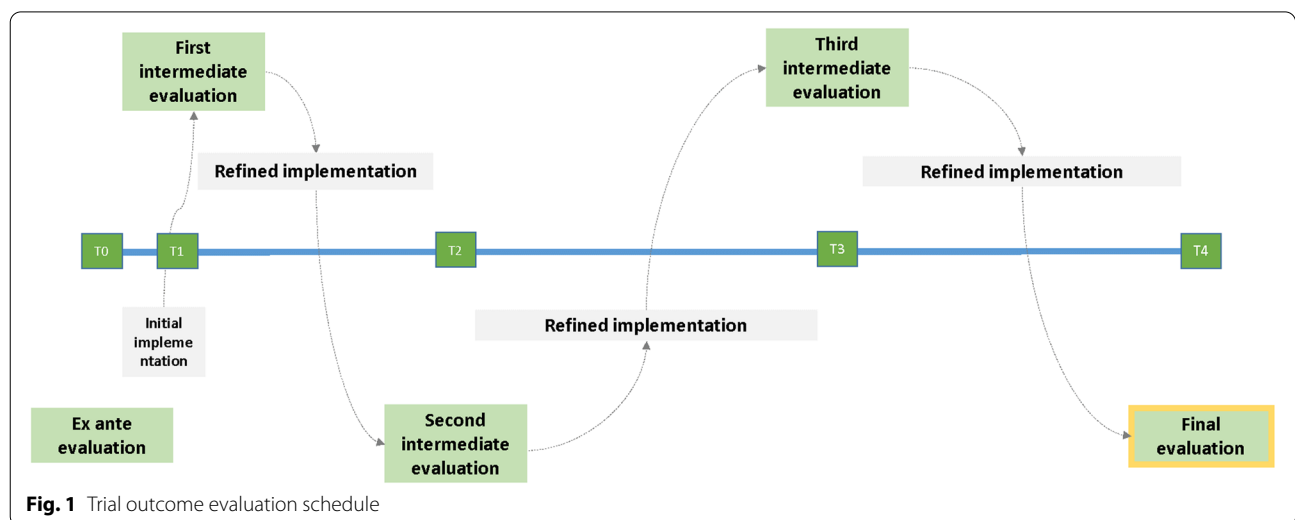 First
intermediate
evaluation
Third
intermediate
evaluation
Refined implementation
Refined implementation
T0
T1
T2
T3
T4
Initial
impleme
ntation
Refined implementation
Ex ante
evaluation
Second
intermediate
evaluation
Final
evaluation
Fig. 1 Trial outcome evaluation schedule